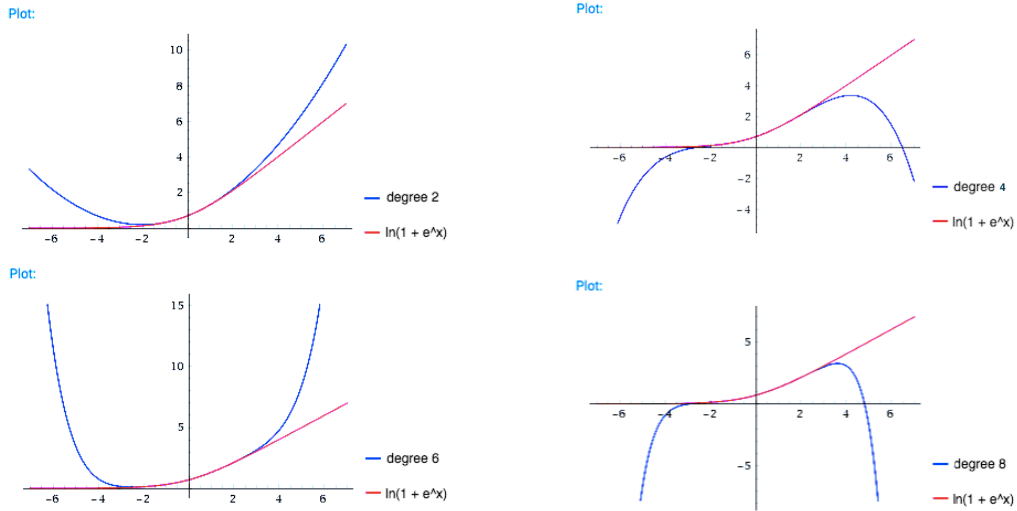 Plot:
10
8
6
4
2
-6 -4 -2 2 4 6
degree 2
ln(1 + e^x)
Plot:
6
4
2
-2
-4
-6 -4 -2 2 4 6
degree 4
ln(1 + e^x)
Plot:
15
10
5
-6 -4 -2 2 4 6
degree 6
ln(1 + e^x)
Plot:
5
-5
-6 -4 -2 2 4 6
degree 8
ln(1 + e^x)